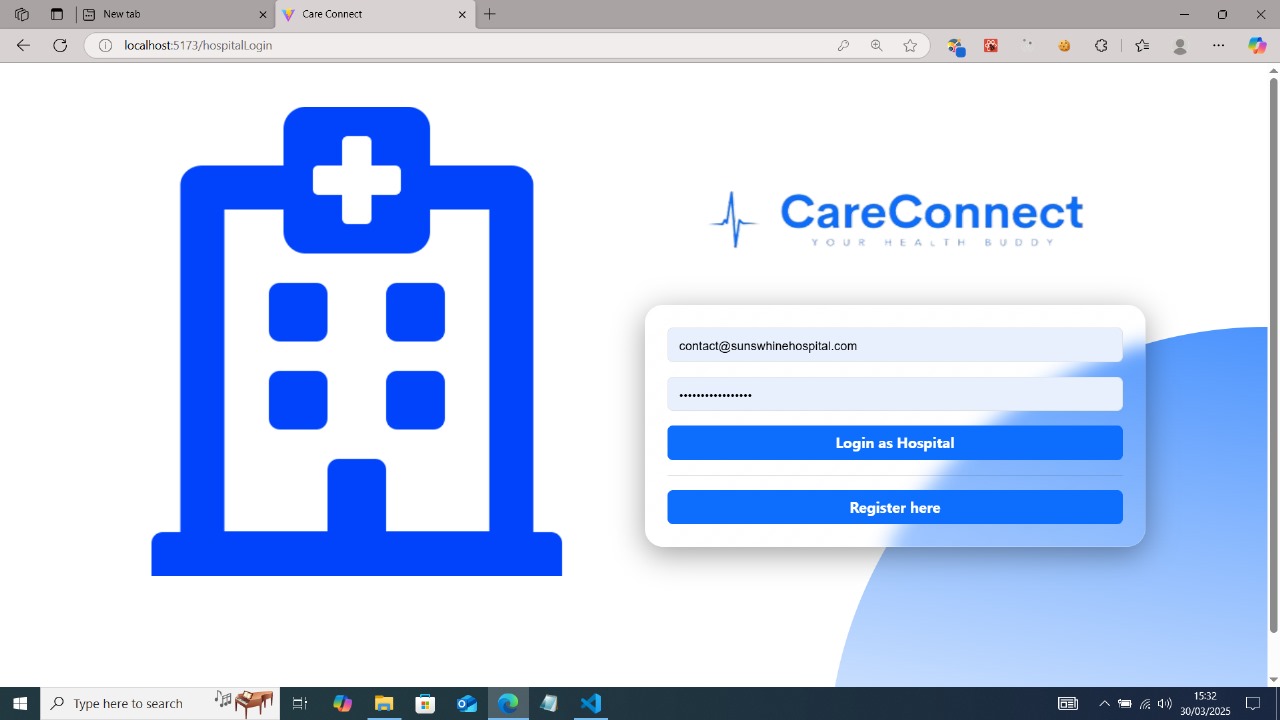 New tab
Care Connect
localhost:5173/hospitalLogin
CareConnect
YOUR HEALTH BUDDY
contact@sunswhinehospital.com
•••••••••••••••••
Login as Hospital
Register here
Type here to search
15:32
30/03/2025